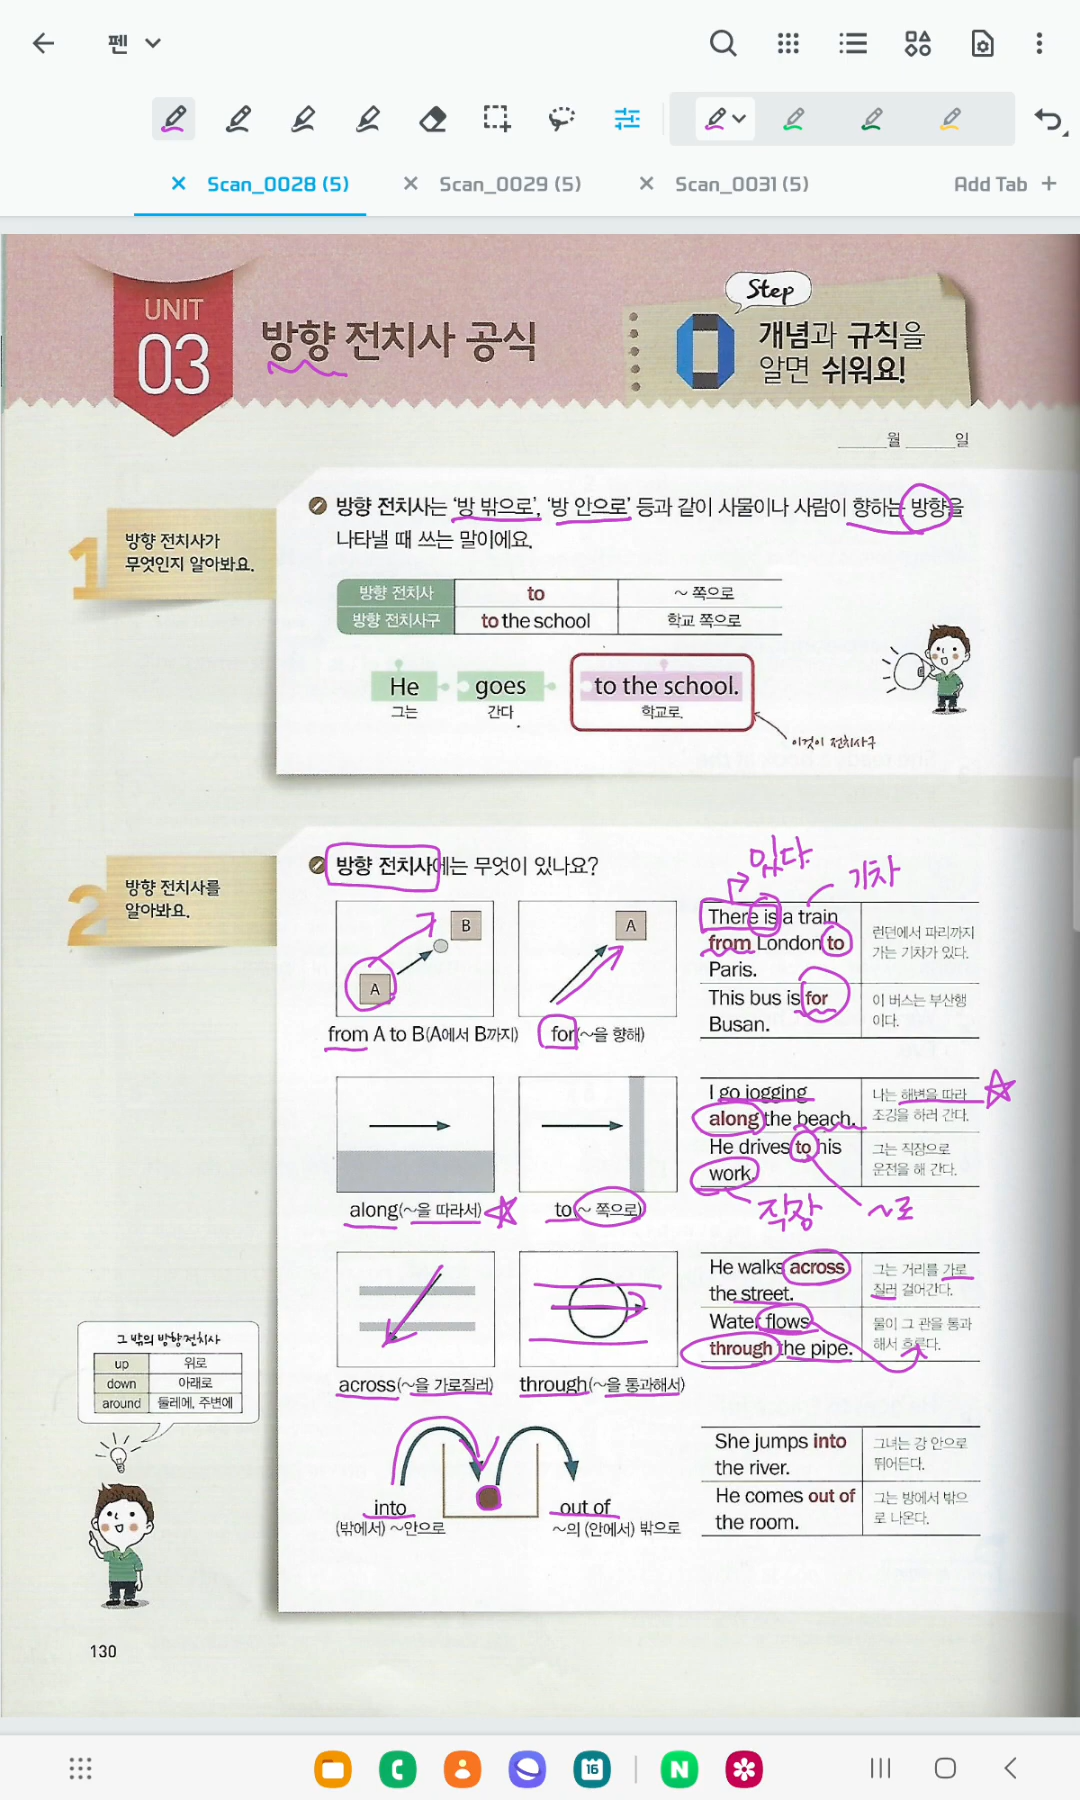 펜
Scan_0028 (5)
Scan_0029 (5)
Scan_0031 (5)
Add Tab +
UNIT
03
방향 전치사 공식
Step
0
개념과 규칙을
알면 쉬워요!
월 일
1
방향 전치사가
무엇인지 알아봐요.
방향 전치사는 '방 밖으로', '방 안으로' 등과 같이 사물이나 사람이 향하는 방향을
나타낼 때 쓰는 말이에요.
방향 전치사 to ~ 쪽으로
방향 전치사구 to the school 학교 쪽으로
He goes to the school.
그는 간다 학교로.
이것이 전치사구
2
방향 전치사를
알아봐요.
방향 전치사에는 무엇이 있나요?
있다.
기차
B
A
A
from A to B(A에서 B까지)
for(~을 향해)
There is a train
from London to
Paris.
런던에서 파리까지
가는 기차가 있다.
This bus is for
Busan.
이 버스는 부산행
이다.
along(~을 따라서)
to(~ 쪽으로)
I go jogging
along the beach.
나는 해변을 따라
조깅을 하러 간다.
He drives to his
work.
그는 직장으로
운전을 해 간다.
직장
~로
across(~을 가로질러)
through(~을 통과해서)
He walks across
the street.
그는 거리를 가로
질러 걸어간다.
Water flows
through the pipe.
물이 그 관을 통과
해서 흐른다.
그 밖의 방향전치사
up 위로
down 아래로
around 둘레에, 주변에
into
(밖에서) ~안으로
out of
~의 (안에서) 밖으로
She jumps into
the river.
그녀는 강 안으로
뛰어든다.
He comes out of
the room.
그는 방에서 밖으
로 나온다.
130
16
N